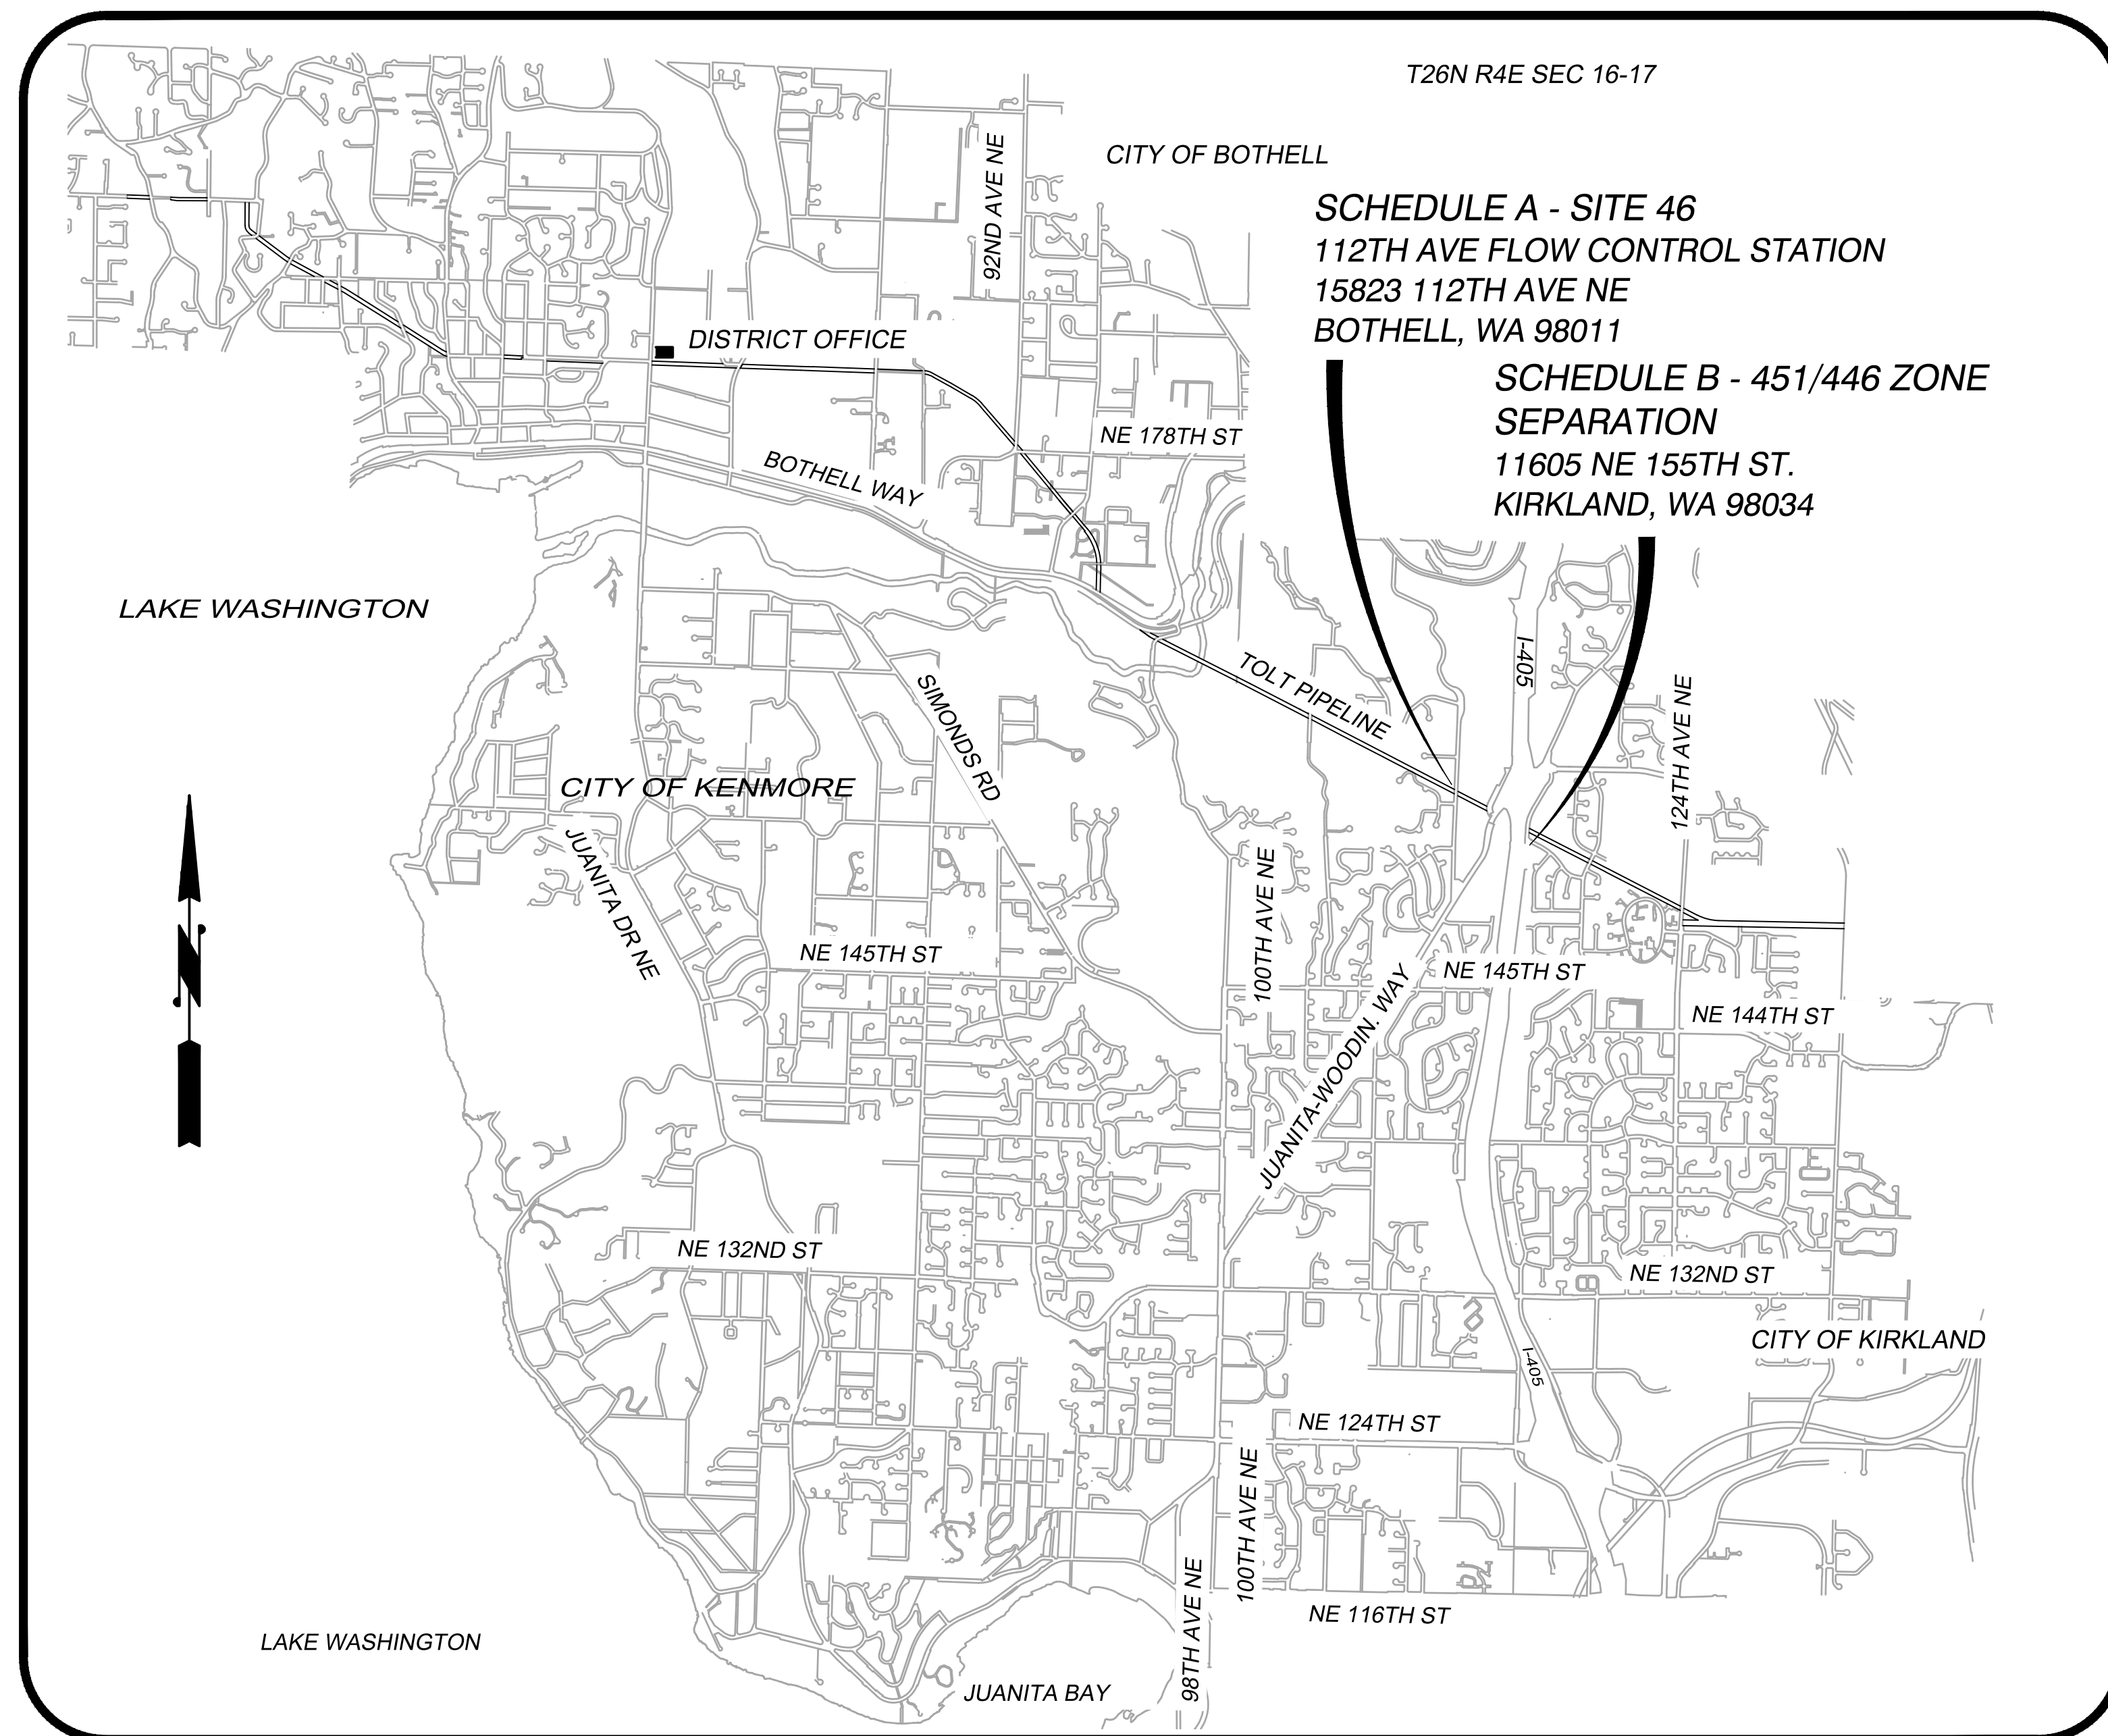 T26N R4E SEC 16-17
92ND AVE NE
CITY OF BOTHELL
SCHEDULE A - SITE 46
112TH AVE FLOW CONTROL STATION
15823 112TH AVE NE
BOTHELL, WA 98011
DISTRICT OFFICE
SCHEDULE B - 451/446 ZONE
SEPARATION
11605 NE 155TH ST.
KIRKLAND, WA 98034
NE 178TH ST
BOTHELL WAY
LAKE WASHINGTON
TOLT PIPELINE
I-405
SIMONDS RD
124TH AVE NE
CITY OF KENMORE
JUANITA DR NE
100TH AVE NE
N
NE 145TH ST
NE 145TH ST
JUANITA-WOODIN. WAY
NE 144TH ST
NE 132ND ST
NE 132ND ST
CITY OF KIRKLAND
I-405
NE 124TH ST
100TH AVE NE
98TH AVE NE
NE 116TH ST
LAKE WASHINGTON
JUANITA BAY